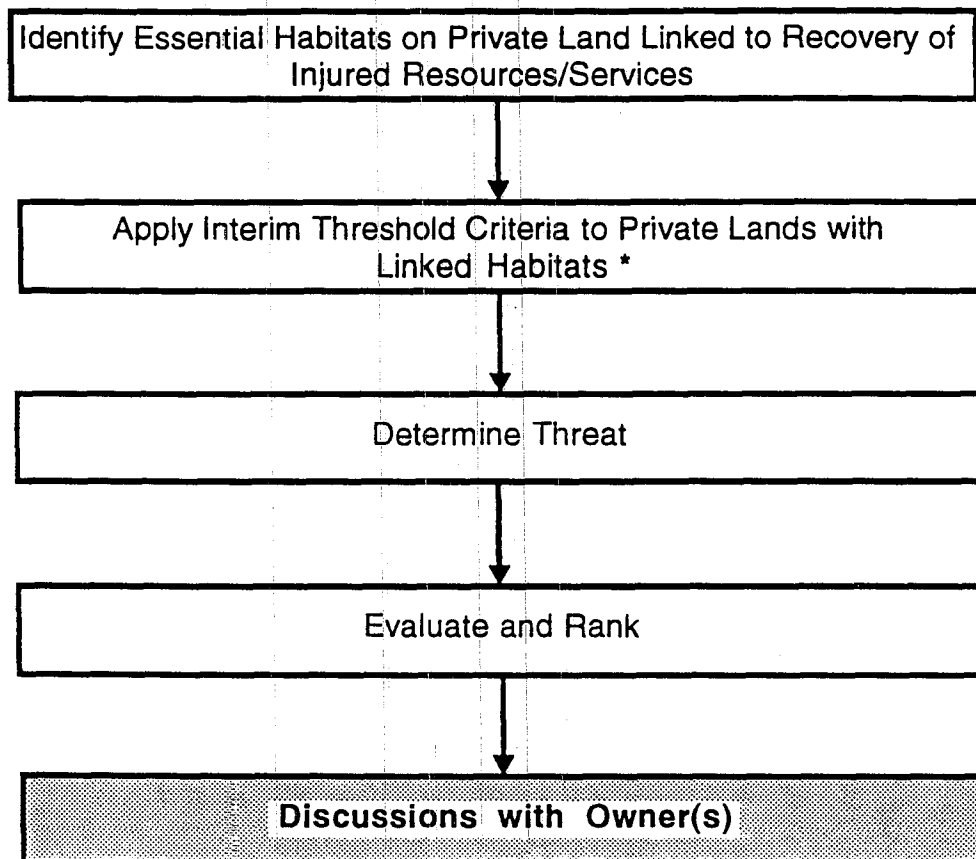 Identify Essential Habitats on Private Land Linked to Recovery of
Injured Resources/Services
Apply Interim Threshold Criteria to Private Lands with
Linked Habitats *
Determine Threat
Evaluate and Rank
Discussions with Owner(s)